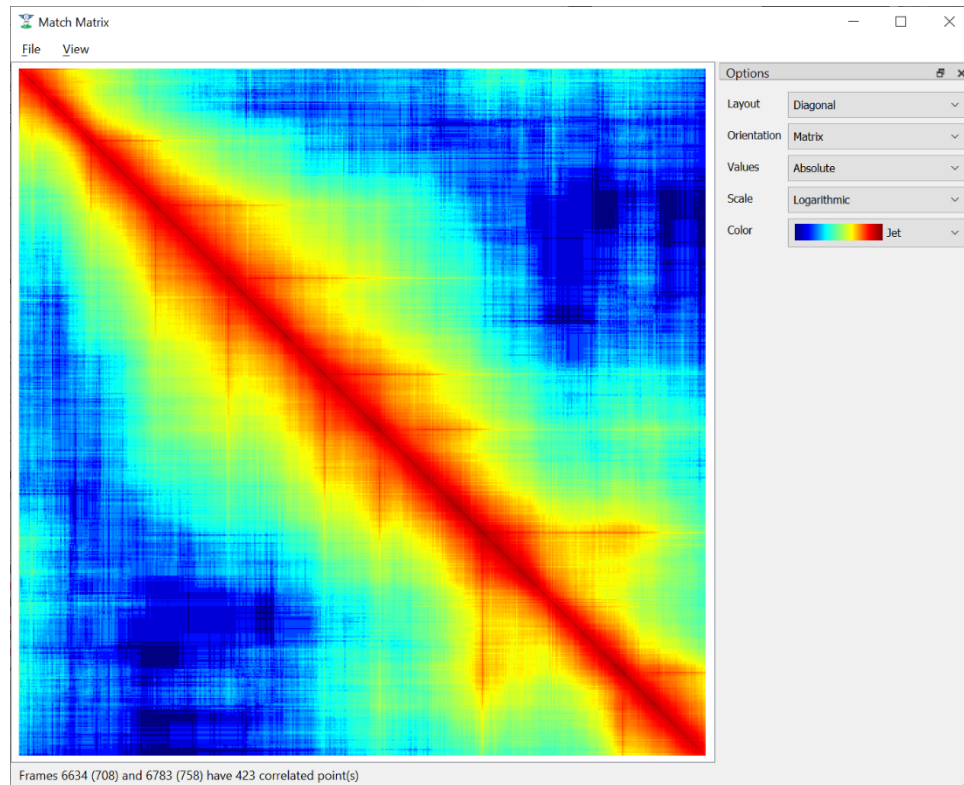 Match Matrix
File View
Options
Layout Diagonal
Orientation Matrix
Values Absolute
Scale Logarithmic
Color Jet
Frames 6634 (708) and 6783 (758) have 423 correlated point(s)